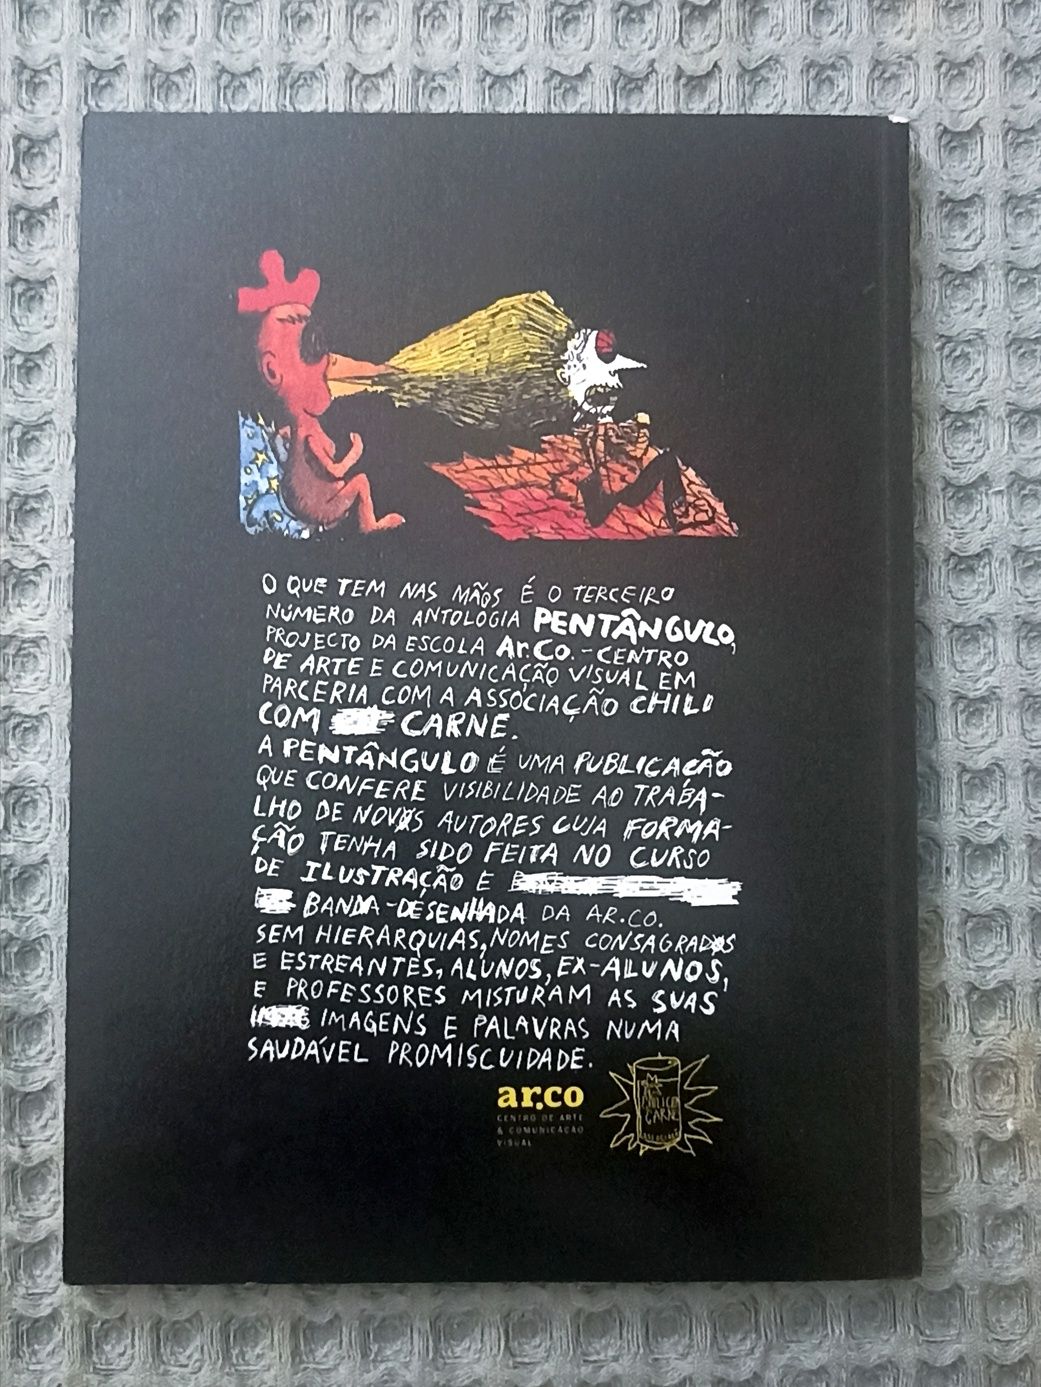 O QUE TEM NAS MÃOS É O TERCEIRO
NÚMERO DA ANTOLOGIA PENTÂNGULO,
PROJECTO DA ESCOLA Ar.Co. - CENTRO
DE ARTE E COMUNICAÇÃO VISUAL EM
PARCERIA COM A ASSOCIAÇÃO CHILI
COM CARNE.
A PENTÂNGULO É UMA PUBLICAÇÃO
QUE CONFERE VISIBILIDADE AO TRABA-
LHO DE NOVOS AUTORES CUJA FORMA-
ÇÃO TENHA SIDO FEITA NO CURSO
DE ILUSTRAÇÃO E
BANDA-DESENHADA DA AR.CO.
SEM HIERARQUIAS, NOMES CONSAGRADOS
E ESTREANTES, ALUNOS, EX-ALUNOS,
E PROFESSORES MISTURAM AS SUAS
IMAGENS E PALAVRAS NUMA
SAUDÁVEL PROMISCUIDADE.
ar.co
CENTRO DE ARTE
& COMUNICAÇÃO
VISUAL
CARNE